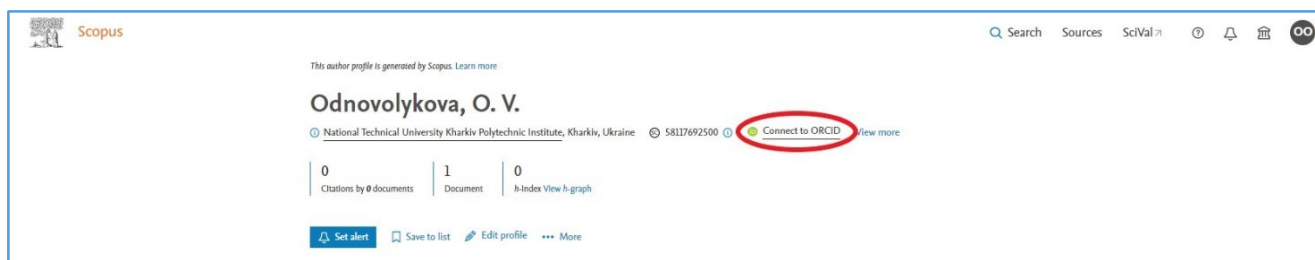 Scopus
Search Sources SciVal OO
This author profile is generated by Scopus. Learn more
Odnovolykova, O. V.
National Technical University Kharkiv Polytechnic Institute, Kharkiv, Ukraine 58117692500 Connect to ORCID View more
0 1 0
Citations by 0 documents Document h-Index View h-graph
Set alert Save to list Edit profile More